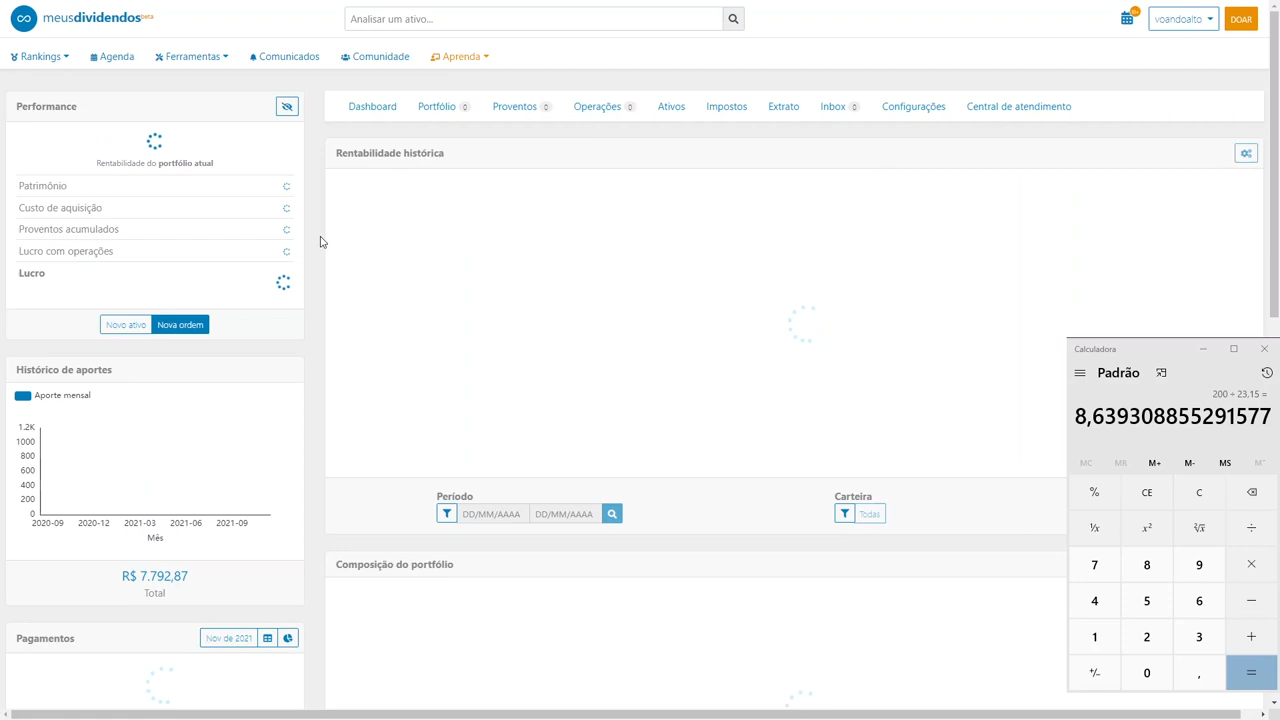 meusdividendos beta
Analisar um ativo...
voandoalto
DOAR
Rankings
Agenda
Ferramentas
Comunicados
Comunidade
Aprenda
Performance
Rentabilidade do portfólio atual
Patrimônio
Custo de aquisição
Proventos acumulados
Lucro com operações
Lucro
Novo ativo
Nova ordem
Histórico de aportes
Aporte mensal
1.2K
1000
800
600
400
200
0
2020-09 2020-12 2021-03 2021-06 2021-09
Mês
R$ 7.792,87
Total
Pagamentos
Nov de 2021
Dashboard
Portfólio 0
Proventos 0
Operações 0
Ativos
Impostos
Extrato
Inbox 0
Configurações
Central de atendimento
Rentabilidade histórica
Período
DD/MM/AAAA DD/MM/AAAA
Carteira
Todas
Composição do portfólio
Calculadora
Padrão
200 ÷ 23,15 =
8,639308855291577
MC MR M+ M- MS M˅
% CE C
¹/x x² ²√x ÷
7 8 9 ×
4 5 6 −
1 2 3 +
+/- 0 , =